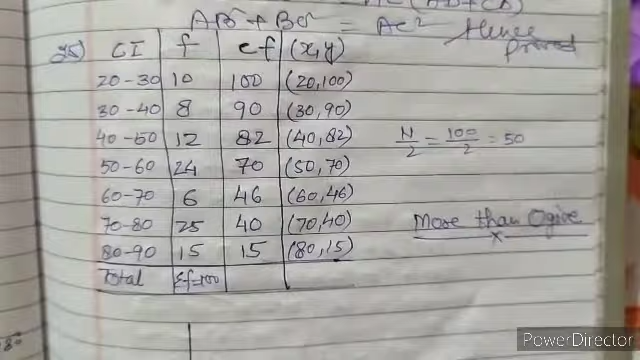 AB² + BC² = AC² Hence proved
35) CI f cf (x,y)
20-30 10 100 (20,100)
30-40 8 90 (30,90)
40-50 12 82 (40,82)
50-60 24 70 (50,70)
60-70 6 46 (60,46)
70-80 25 40 (70,40)
80-90 15 15 (80,15)
Total Σf=100
N/2 = 100/2 = 50
More than Ogive
PowerDirector